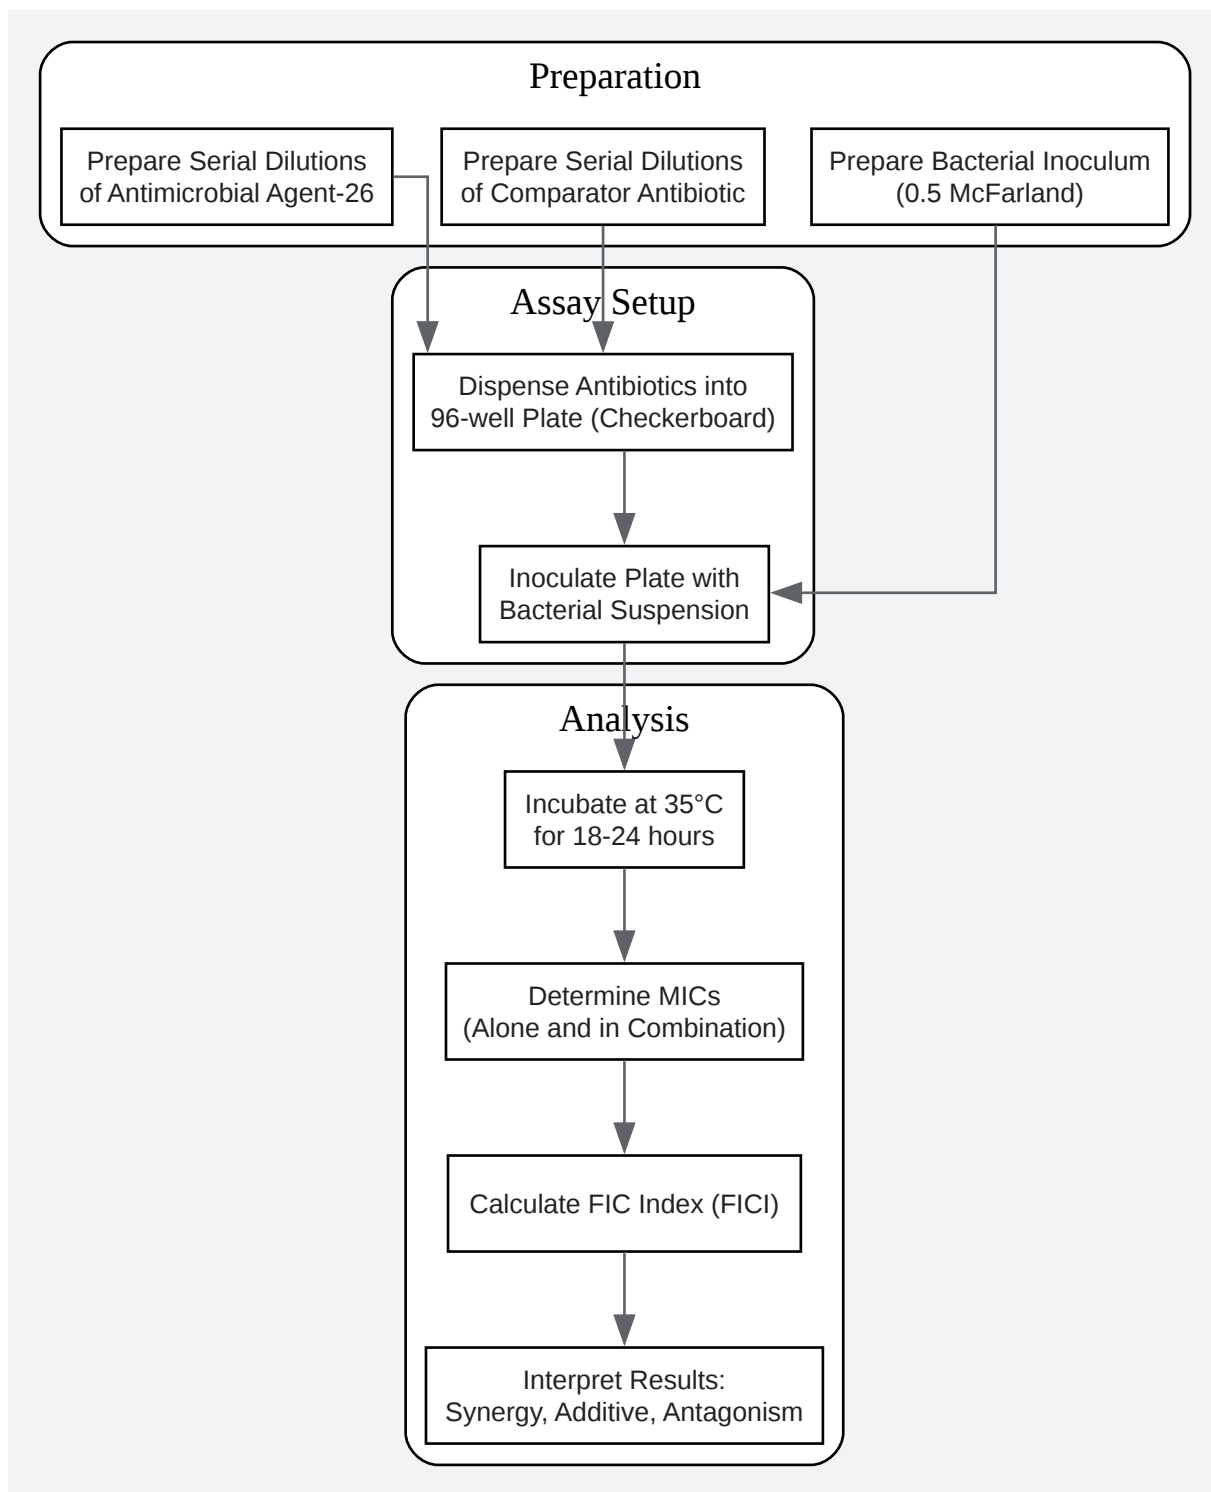 Preparation
Prepare Serial Dilutions
of Antimicrobial Agent-26
Prepare Serial Dilutions
of Comparator Antibiotic
Prepare Bacterial Inoculum
(0.5 McFarland)
Assay Setup
Dispense Antibiotics into
96-well Plate (Checkerboard)
Inoculate Plate with
Bacterial Suspension
Analysis
Incubate at 35°C
for 18-24 hours
Determine MICs
(Alone and in Combination)
Calculate FIC Index (FICI)
Interpret Results:
Synergy, Additive, Antagonism